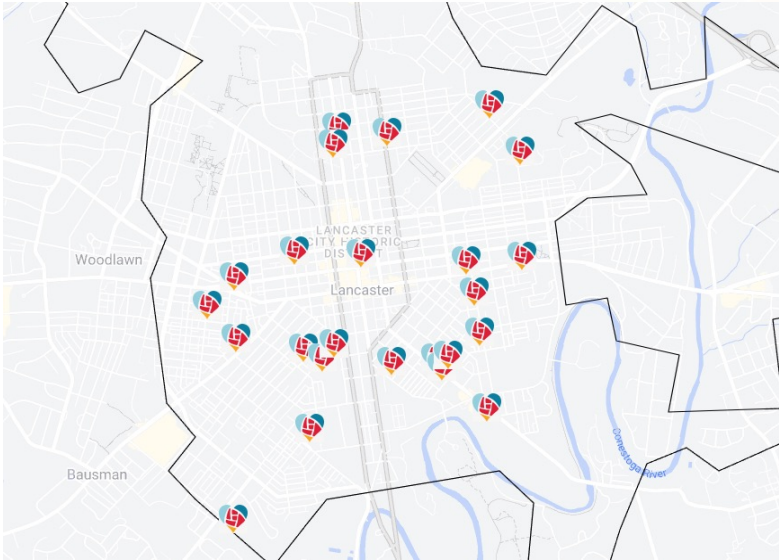 LANCASTER
CITY HISTORIC
DISTRICT
Woodlawn
Lancaster
Bausman
Conestoga River